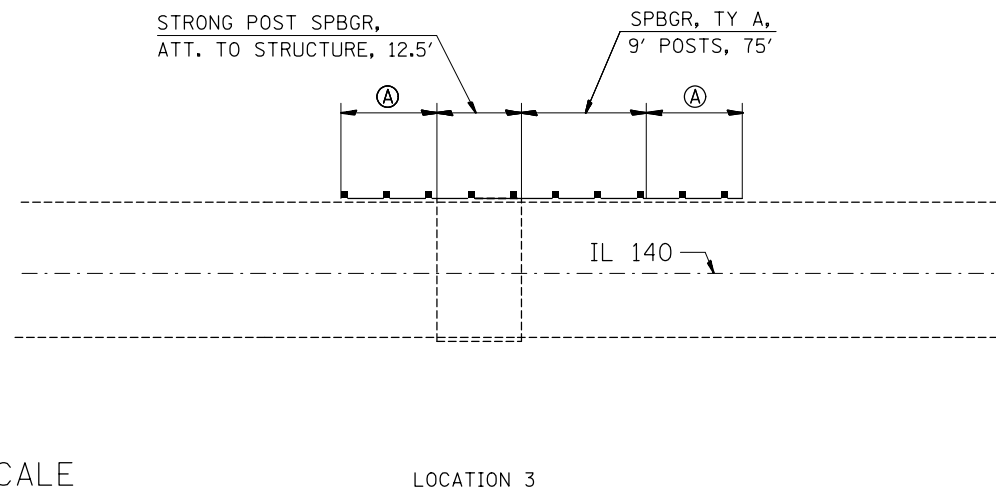 STRONG POST SPBGR,
ATT. TO STRUCTURE, 12.5'
SPBGR, TY A,
9' POSTS, 75'
A
A
IL 140
CALE
LOCATION 3